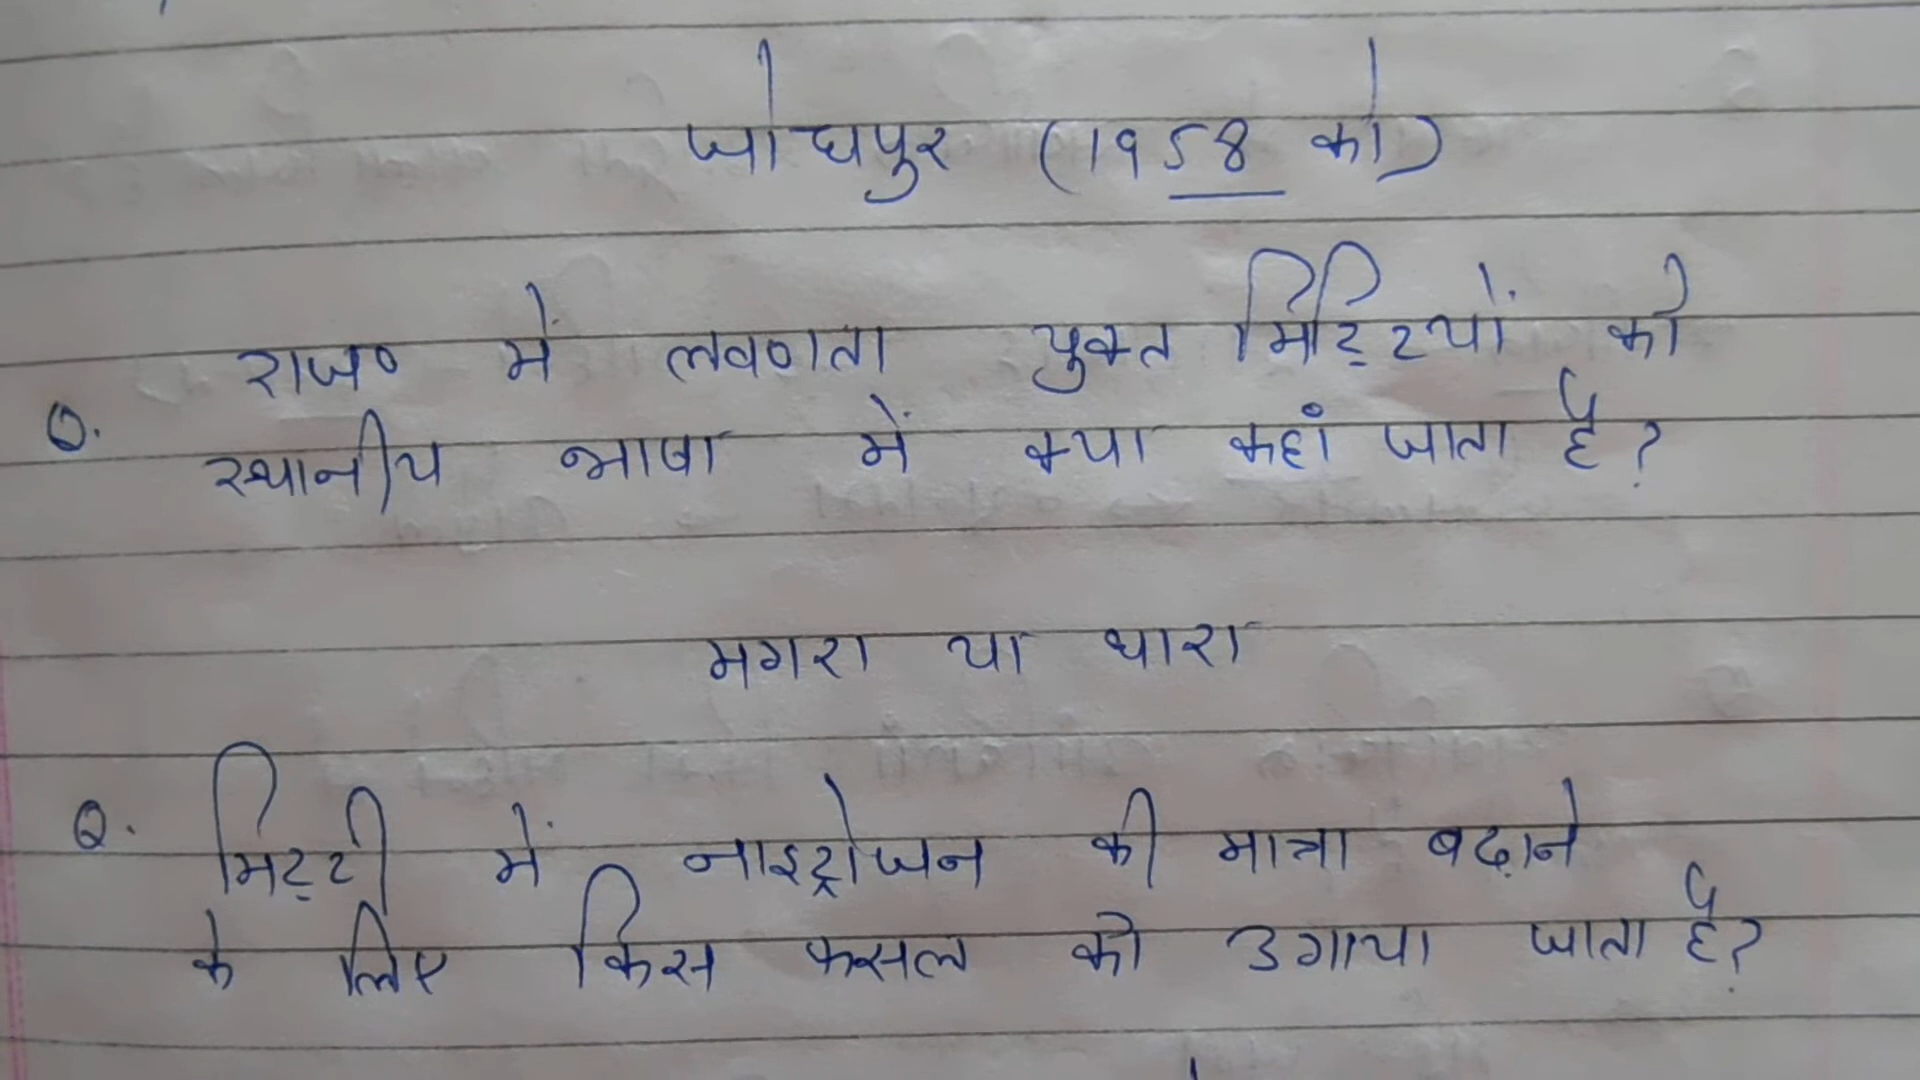 जोधपुर (1958 को)
राज० में लवणता युक्त मिट्टियों को
Q. स्थानीय भाषा में क्या कहां जाता है?
मगरा या थारा
Q. मिट्टी में नाइट्रोजन की मात्रा बढ़ाने
के लिए किस फसल को उगाया जाता है?